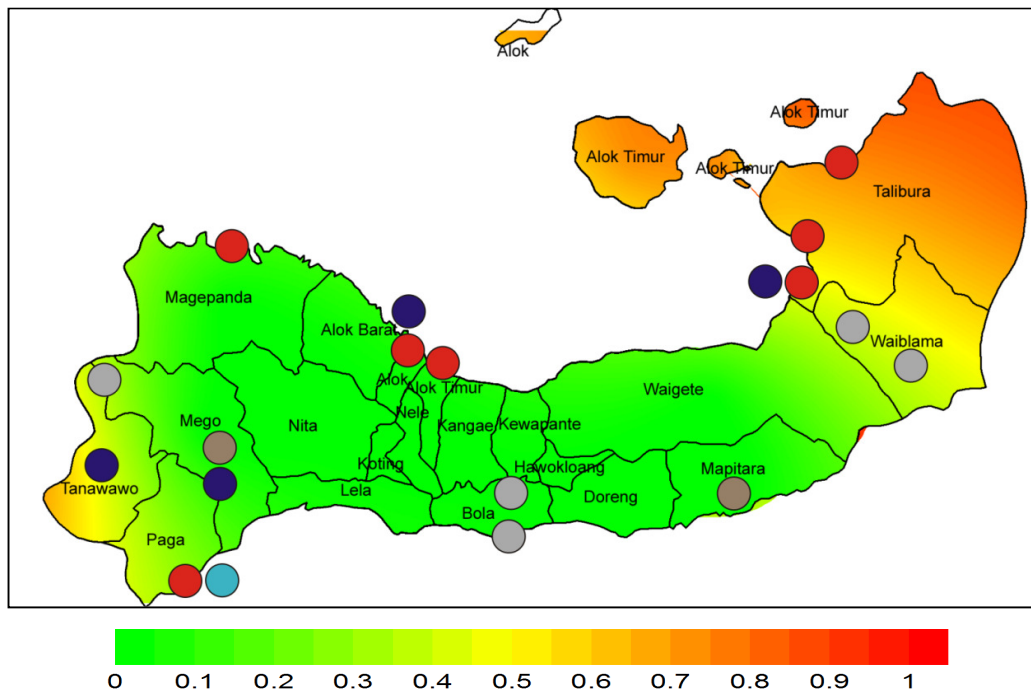 Alok
Alok Timur
Alok Timur
Alok Timur
Talibura
Magepanda
Alok Barat
Waiblama
Alok
Alok Timur
Waigete
Nele
Mego
Nita
Kangae
Kewapante
Koting
Hawokloang
Mapitara
Tanawawo
Lela
Doreng
Bola
Paga
0 0.1 0.2 0.3 0.4 0.5 0.6 0.7 0.8 0.9 1